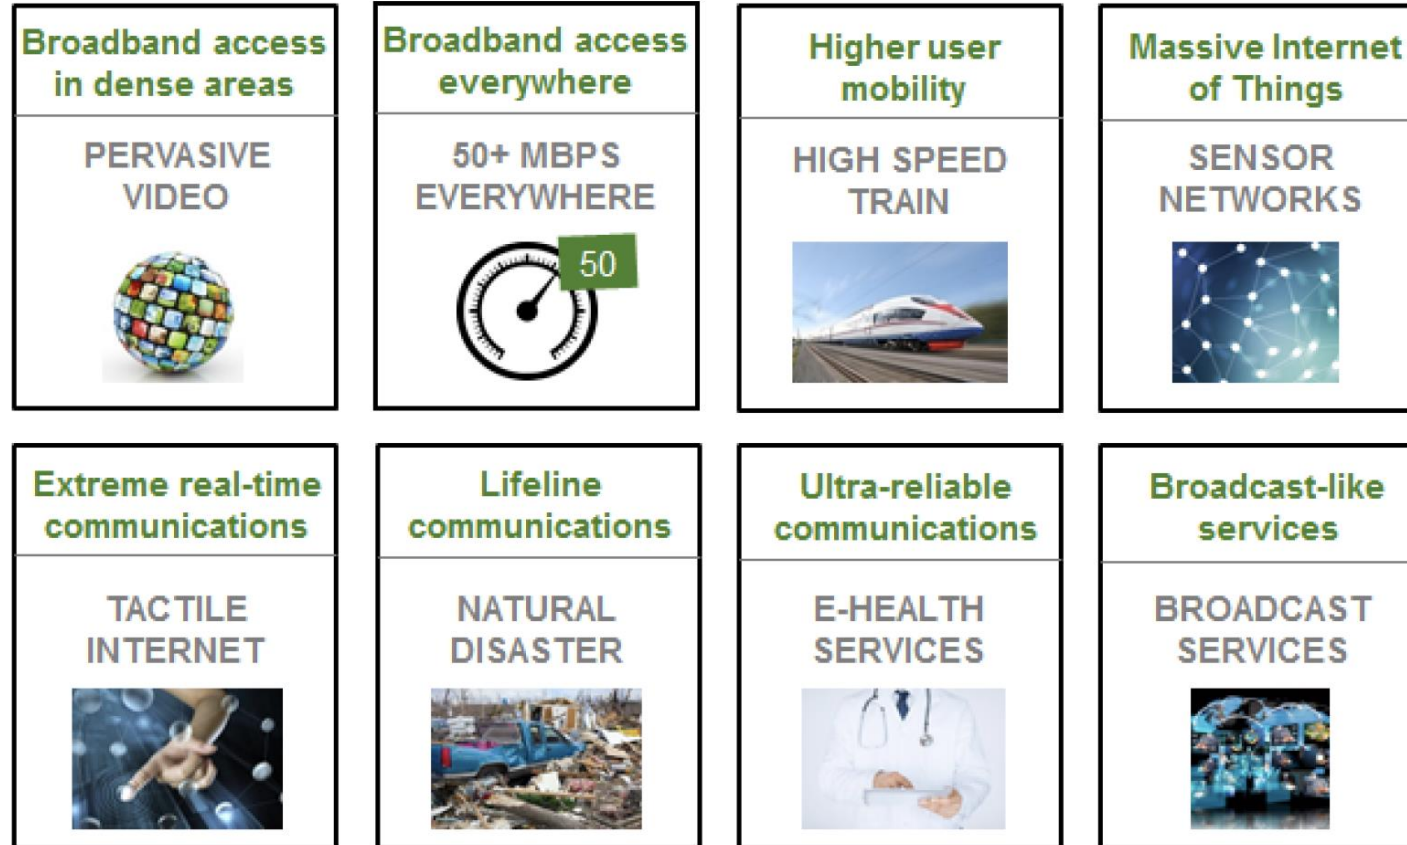 Broadband access
in dense areas
PERVASIVE
VIDEO
Broadband access
everywhere
50+ MBPS
EVERYWHERE
50
Higher user
mobility
HIGH SPEED
TRAIN
Massive Internet
of Things
SENSOR
NETWORKS
Extreme real-time
communications
TACTILE
INTERNET
Lifeline
communications
NATURAL
DISASTER
Ultra-reliable
communications
E-HEALTH
SERVICES
Broadcast-like
services
BROADCAST
SERVICES